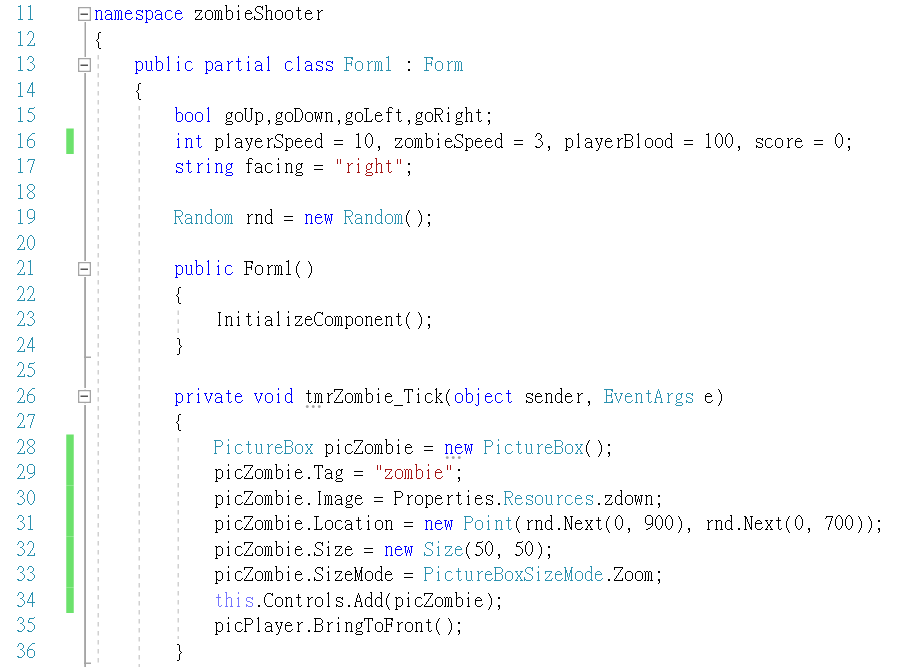 11 namespace zombieShooter
12 {
13 public partial class Form1 : Form
14 {
15 bool goUp,goDown,goLeft,goRight;
16 int playerSpeed = 10, zombieSpeed = 3, playerBlood = 100, score = 0;
17 string facing = "right";
18
19 Random rnd = new Random();
20
21 public Form1()
22 {
23 InitializeComponent();
24 }
25
26 private void tmrZombie_Tick(object sender, EventArgs e)
27 {
28 PictureBox picZombie = new PictureBox();
29 picZombie.Tag = "zombie";
30 picZombie.Image = Properties.Resources.zdown;
31 picZombie.Location = new Point(rnd.Next(0, 900), rnd.Next(0, 700));
32 picZombie.Size = new Size(50, 50);
33 picZombie.SizeMode = PictureBoxSizeMode.Zoom;
34 this.Controls.Add(picZombie);
35 picPlayer.BringToFront();
36 }